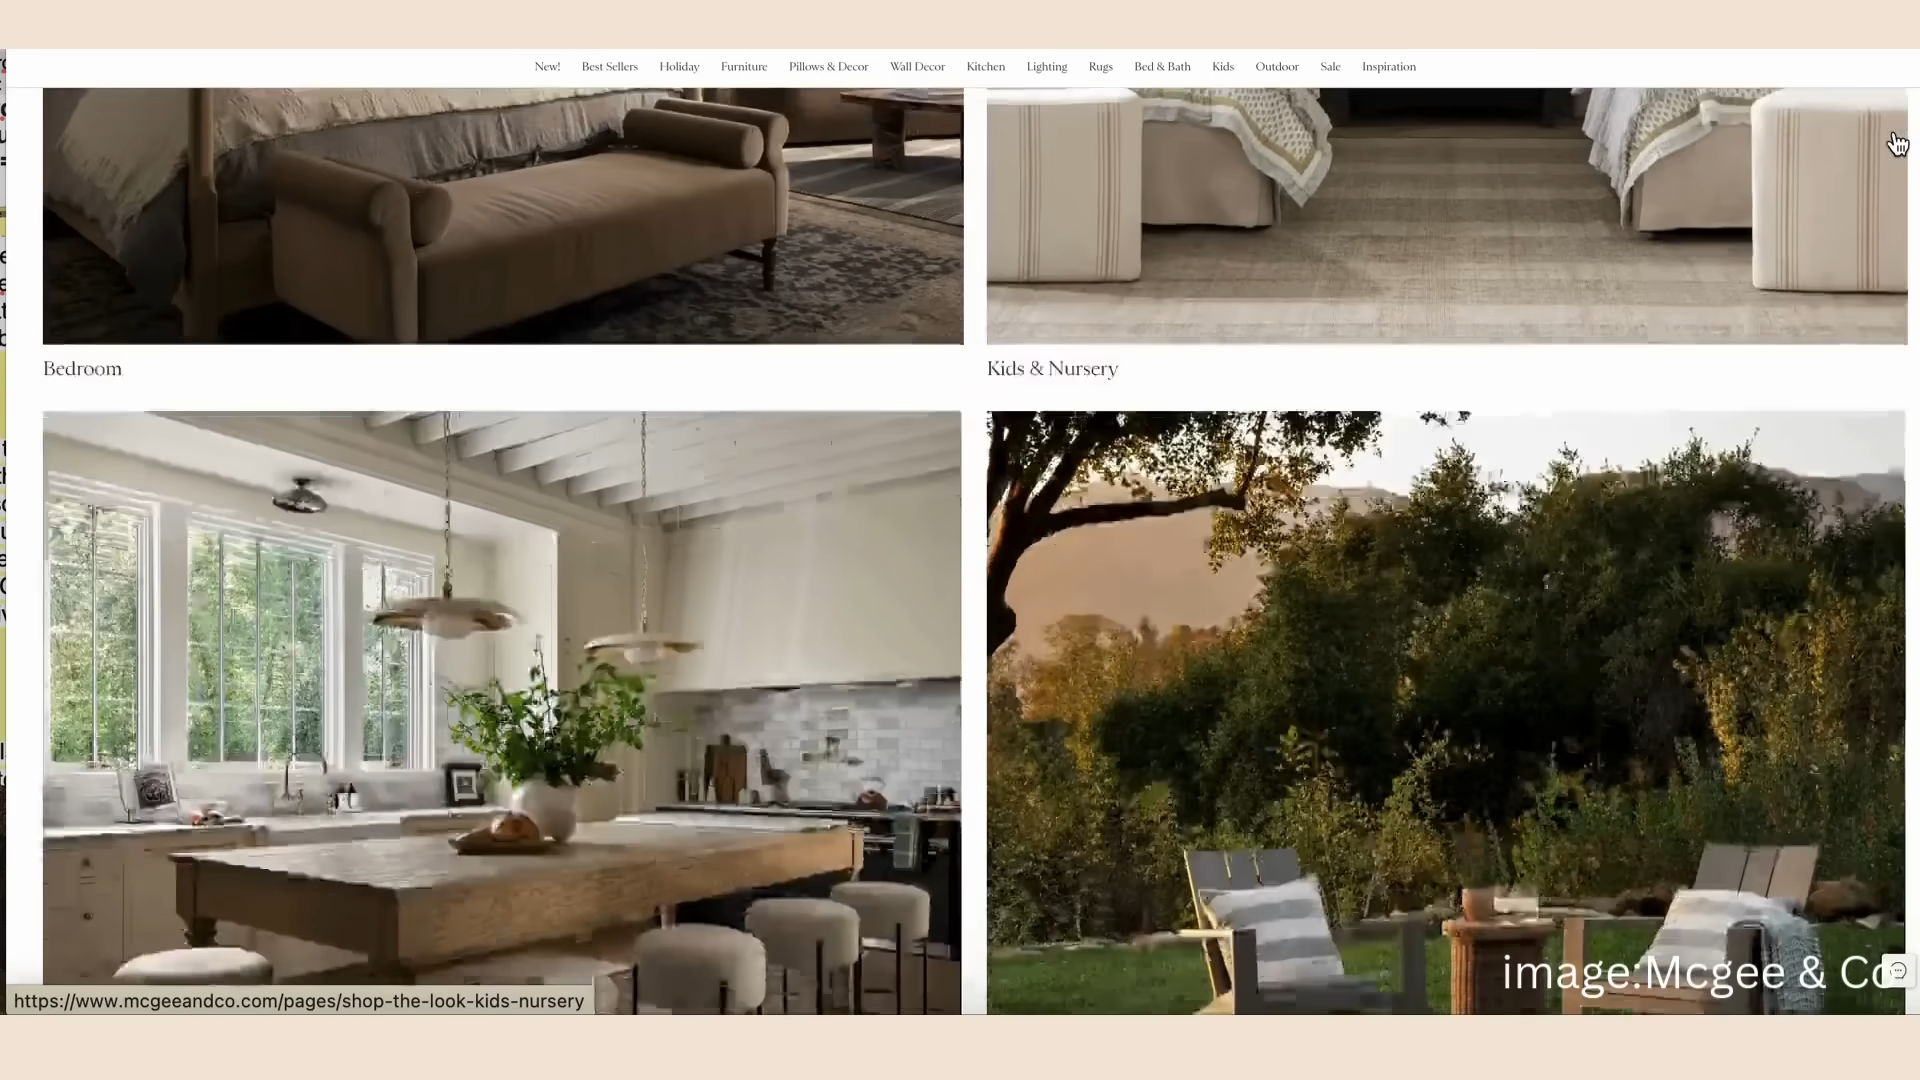 New! Best Sellers Holiday Furniture Pillows & Decor Wall Decor Kitchen Lighting Rugs Bed & Bath Kids Outdoor Sale Inspiration
Bedroom
Kids & Nursery
image:Mcgee & Co
https://www.mcgeeandco.com/pages/shop-the-look-kids-nursery